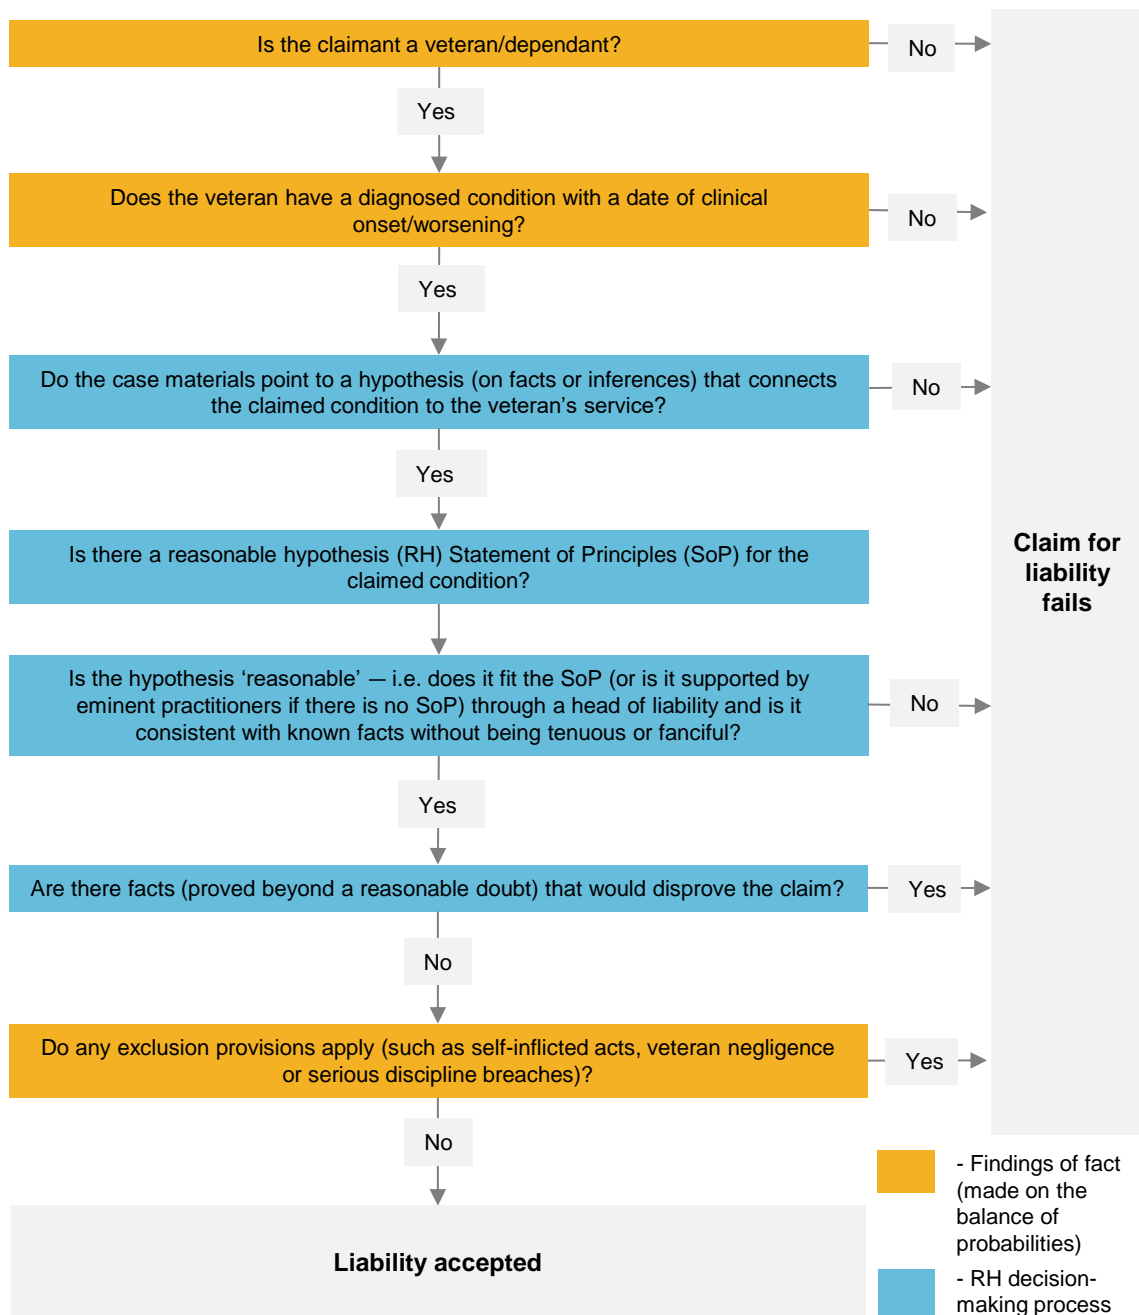 Is the claimant a veteran/dependant?
No
Yes
Does the veteran have a diagnosed condition with a date of clinical
onset/worsening?
No
Yes
Do the case materials point to a hypothesis (on facts or inferences) that connects
the claimed condition to the veteran’s service?
No
Yes
Is there a reasonable hypothesis (RH) Statement of Principles (SoP) for the
claimed condition?
Claim for
liability
fails
Is the hypothesis ‘reasonable’ — i.e. does it fit the SoP (or is it supported by
eminent practitioners if there is no SoP) through a head of liability and is it
consistent with known facts without being tenuous or fanciful?
No
Yes
Are there facts (proved beyond a reasonable doubt) that would disprove the claim?
Yes
No
Do any exclusion provisions apply (such as self-inflicted acts, veteran negligence
or serious discipline breaches)?
Yes
No
Liability accepted
- Findings of fact
(made on the
balance of
probabilities)
- RH decision-
making process